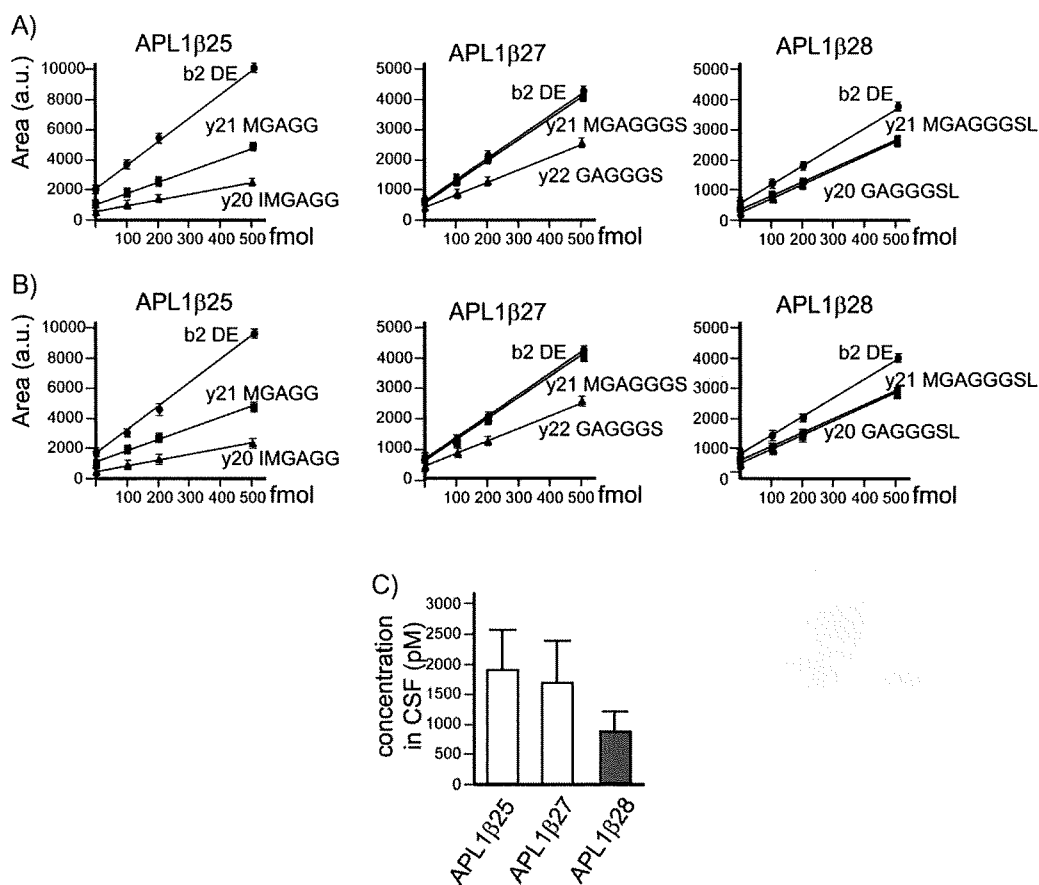 A)
APL1β25
APL1β27
APL1β28
Area (a.u.)
10000
8000
6000
4000
2000
0
b2 DE
y21 MGAGG
y20 IMGAGG
100 200 300 400 500 fmol
5000
4000
3000
2000
1000
0
b2 DE
y21 MGAGGGS
y22 GAGGGS
100 200 300 400 500 fmol
5000
4000
3000
2000
1000
0
b2 DE
y21 MGAGGGSL
y20 GAGGGSL
100 200 300 400 500 fmol
B)
APL1β25
APL1β27
APL1β28
Area (a.u.)
10000
8000
6000
4000
2000
0
b2 DE
y21 MGAGG
y20 IMGAGG
100 200 300 400 500 fmol
5000
4000
3000
2000
1000
0
b2 DE
y21 MGAGGGS
y22 GAGGGS
100 200 300 400 500 fmol
5000
4000
3000
2000
1000
0
b2 DE
y21 MGAGGGSL
y20 GAGGGSL
100 200 300 400 500 fmol
C)
concentration
in CSF (pM)
3000
2500
2000
1500
1000
500
0
APL1β25
APL1β27
APL1β28